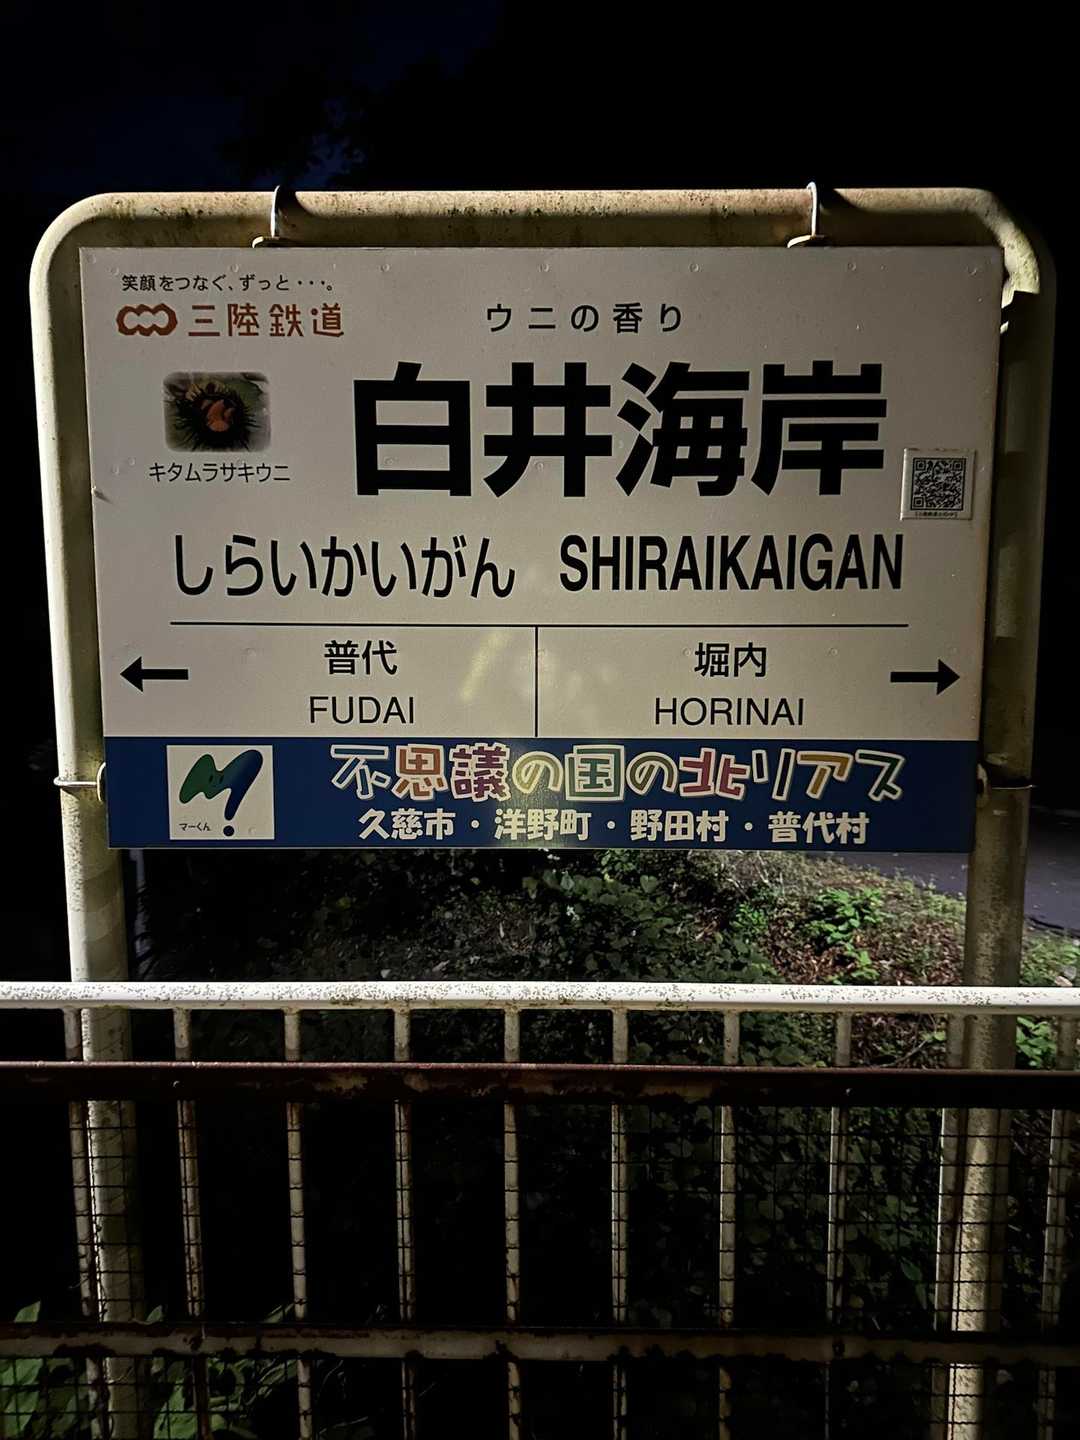 笑顔をつなぐ、ずっと・・・。
三陸鉄道
ウニの香り
白井海岸
キタムラサキウニ
しらいかいがん SHIRAIKAIGAN
普代 堀内
FUDAI HORINAI
不思議の国の北リアス
マーくん
久慈市・洋野町・野田村・普代村